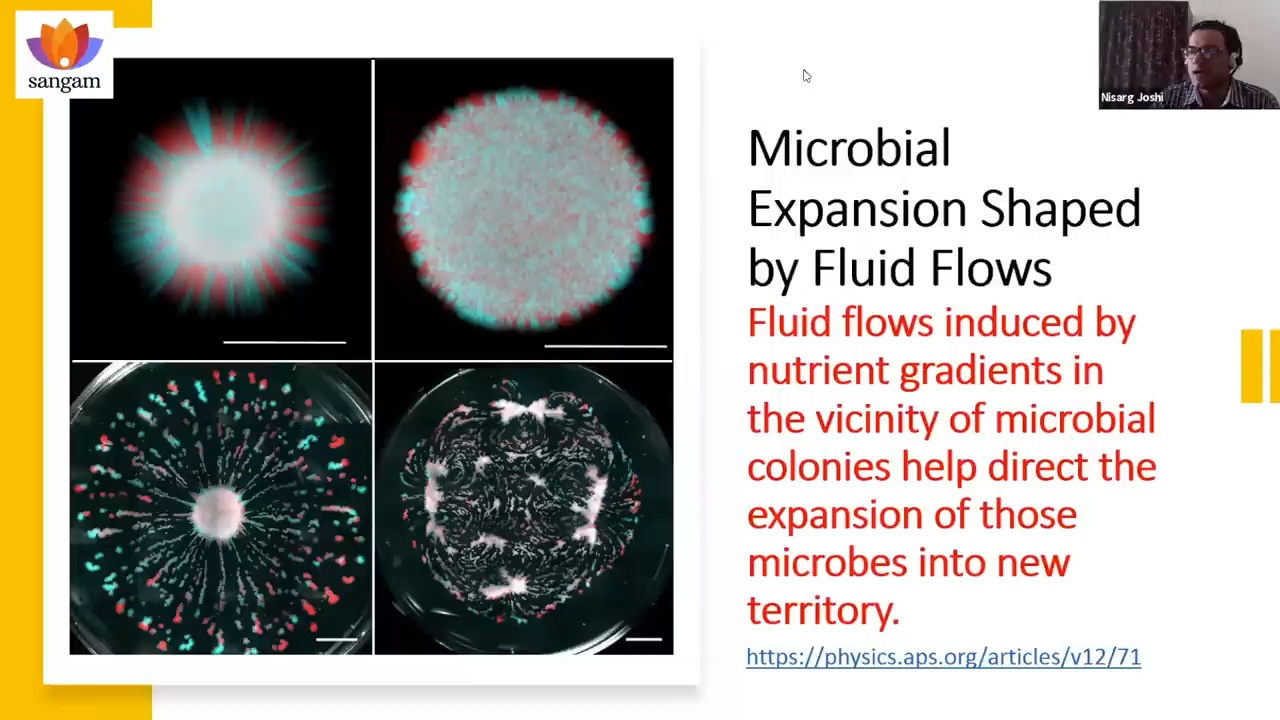 sangam
Nisarg Joshi
Microbial
Expansion Shaped
by Fluid Flows
Fluid flows induced by
nutrient gradients in
the vicinity of microbial
colonies help direct the
expansion of those
microbes into new
territory.
https://physics.aps.org/articles/v12/71